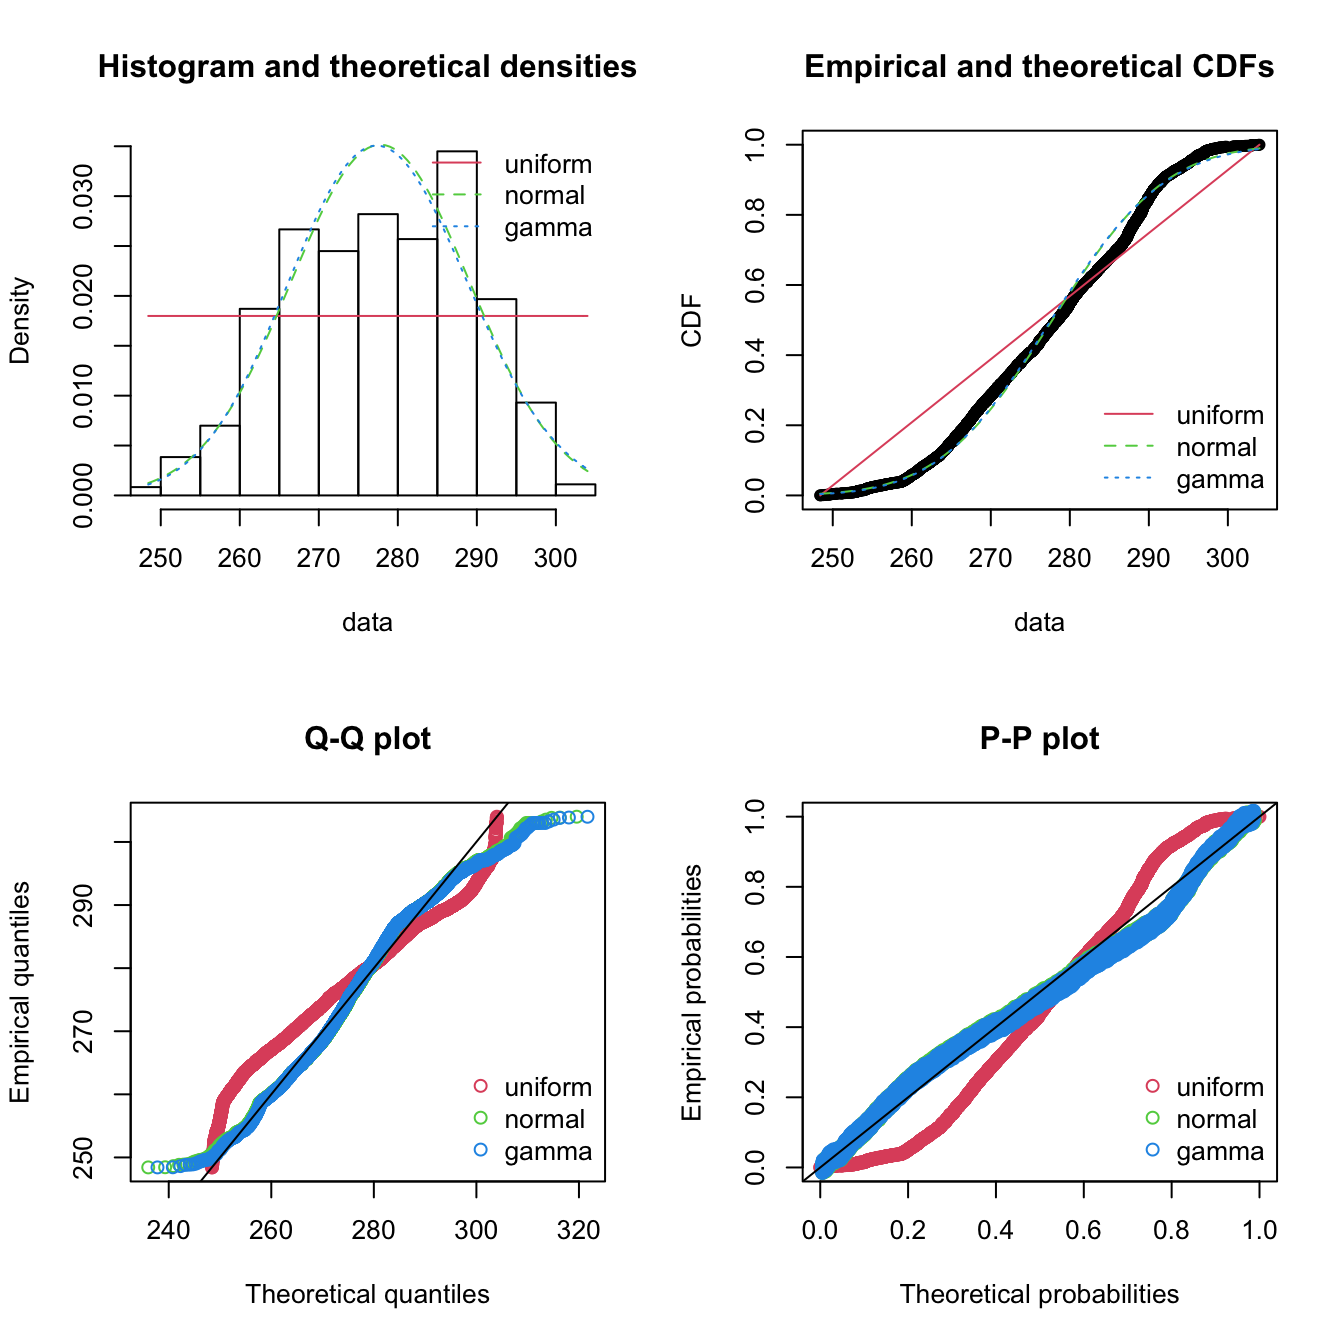 Histogram and theoretical densities
Density
0.000 0.010 0.020 0.030
uniform
normal
gamma
250 260 270 280 290 300
data
Empirical and theoretical CDFs
CDF
0.0 0.2 0.4 0.6 0.8 1.0
uniform
normal
gamma
250 260 270 280 290 300
data
Q-Q plot
Empirical quantiles
250 270 290
uniform
normal
gamma
240 260 280 300 320
Theoretical quantiles
P-P plot
Empirical probabilities
0.0 0.2 0.4 0.6 0.8 1.0
uniform
normal
gamma
0.0 0.2 0.4 0.6 0.8 1.0
Theoretical probabilities